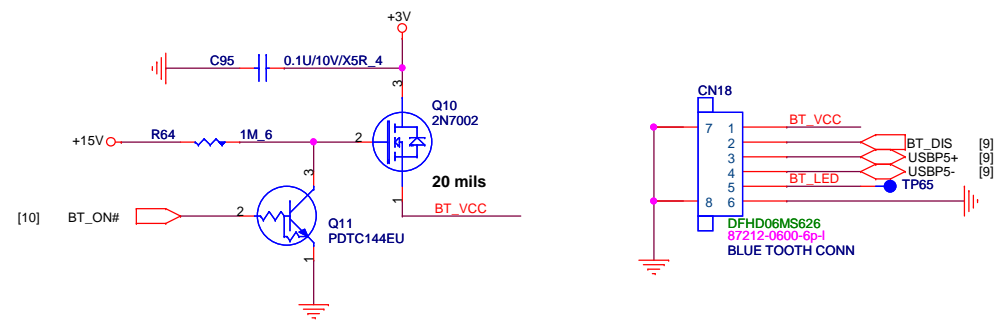 +3V
C95 0.1U/10V/X5R_4
3
Q10
2N7002
+15V R64 1M_6 2
3
20 mils
1
BT_VCC
[10] BT_ON# 2
Q11
PDTC144EU
1
CN18
7 1 BT_VCC
2 BT_DIS [9]
3 USBP5+ [9]
4 USBP5- [9]
5 BT_LED TP65
8 6
DFHD06MS626
87212-0600-6p-l
BLUE TOOTH CONN